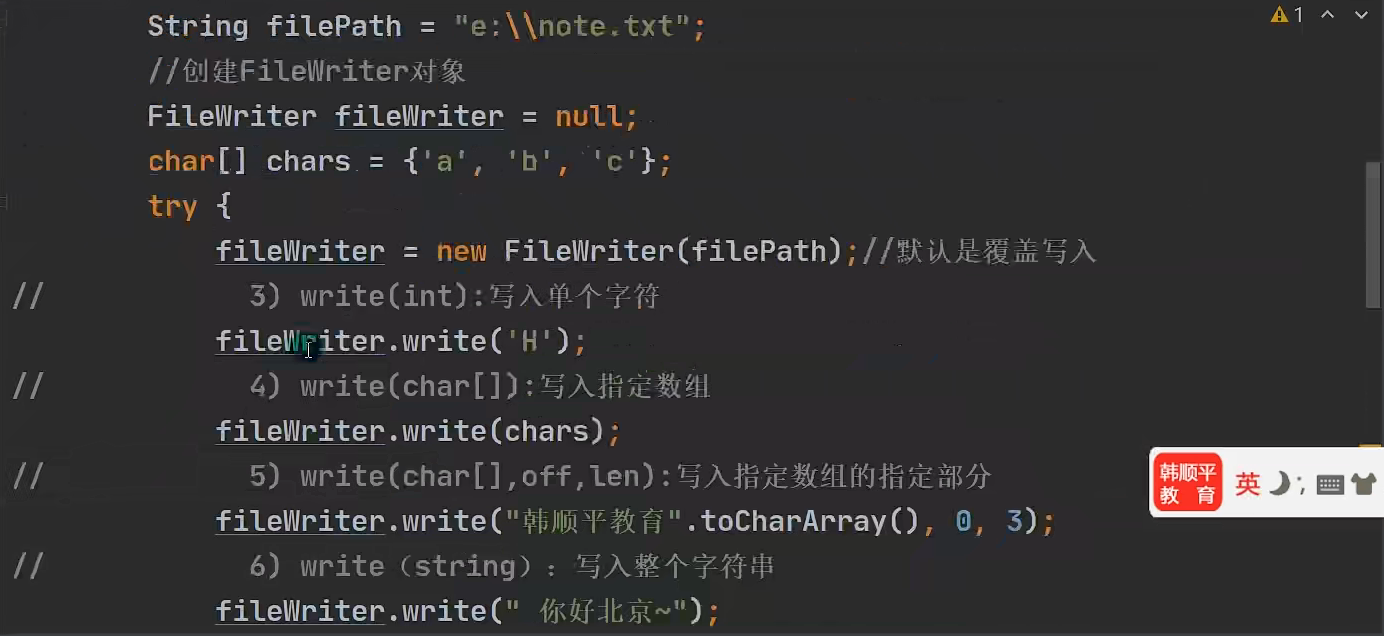 String filePath = "e:\\note.txt";
1
//创建FileWriter对象
FileWriter fileWriter = null;
char[] chars = {'a', 'b', 'c'};
try {
fileWriter = new FileWriter(filePath);//默认是覆盖写入
// 3) write(int):写入单个字符
fileWriter.write('H');
// 4) write(char[]):写入指定数组
fileWriter.write(chars);
// 5) write(char[],off,len):写入指定数组的指定部分
韩顺平
教 育
英
fileWriter.write("韩顺平教育".toCharArray(), 0, 3);
// 6) write（string）: 写入整个字符串
fileWriter.write(" 你好北京~");